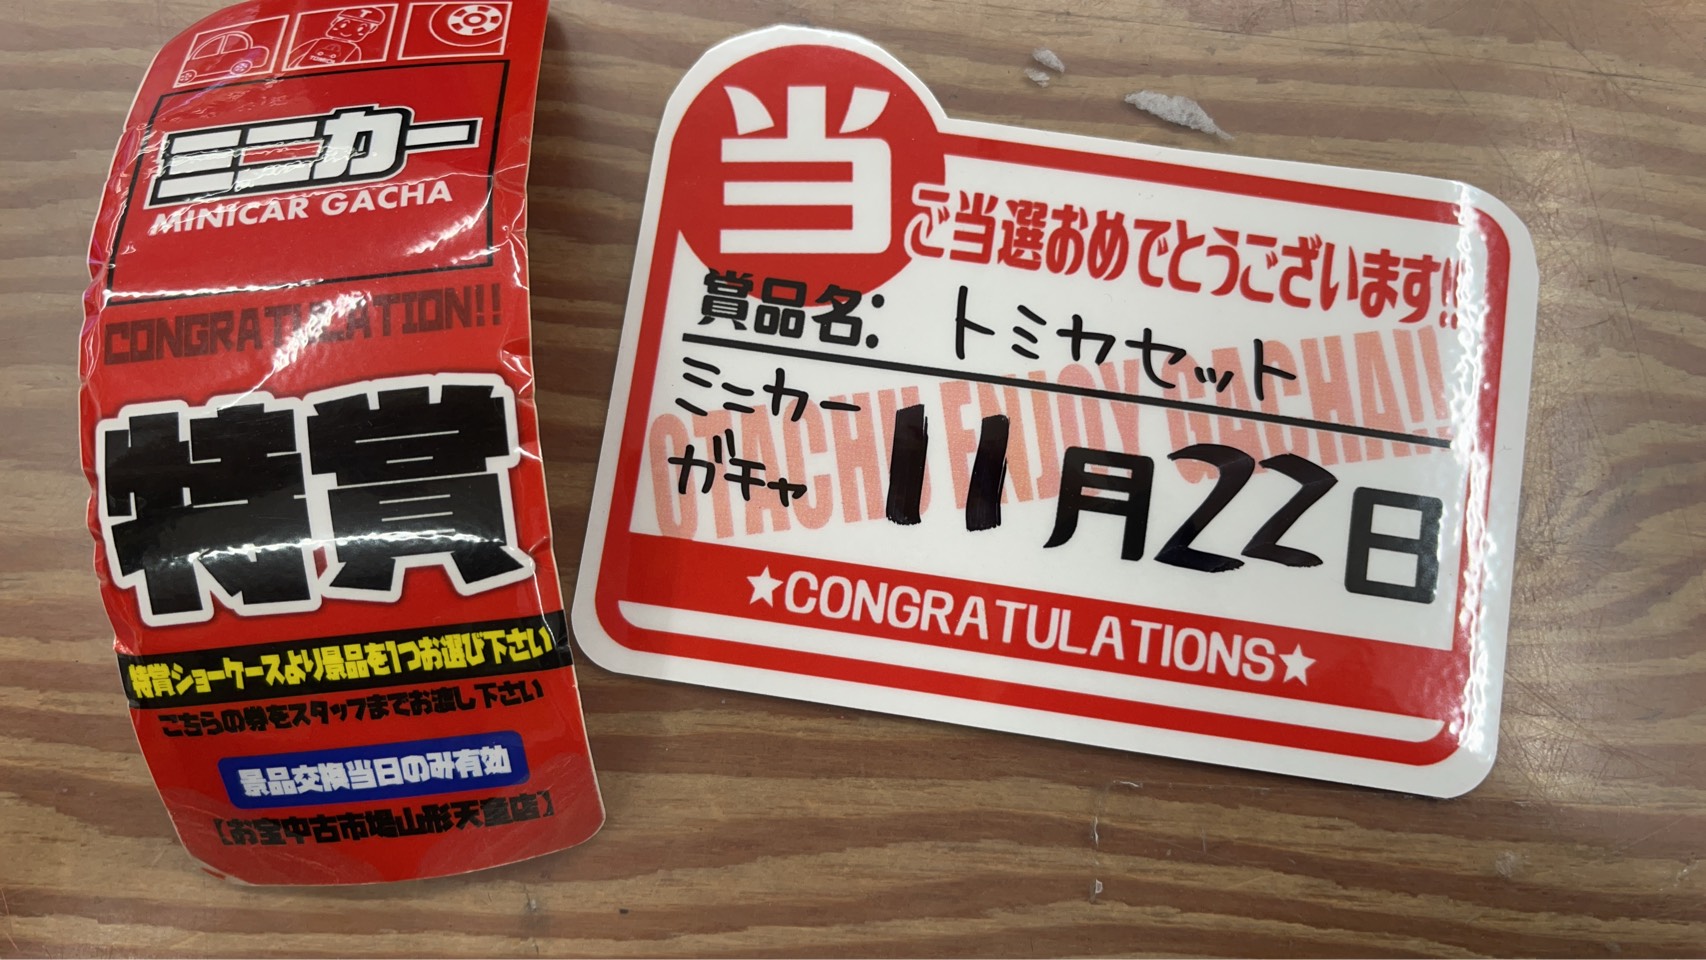 ミニカー
MINICAR GACHA
CONGRATULATION!!
特賞
特賞ショーケースより景品を1つお選び下さい
こちらの券をスタッフまでお渡し下さい
景品交換当日のみ有効
【お宝中古市場山形天童店】
当
ご当選おめでとうございます!!
賞品名: トミヤセット
OTACHU ENJOY GACHA!!
ミニカー
ガチャ
11月22日
★CONGRATULATIONS★